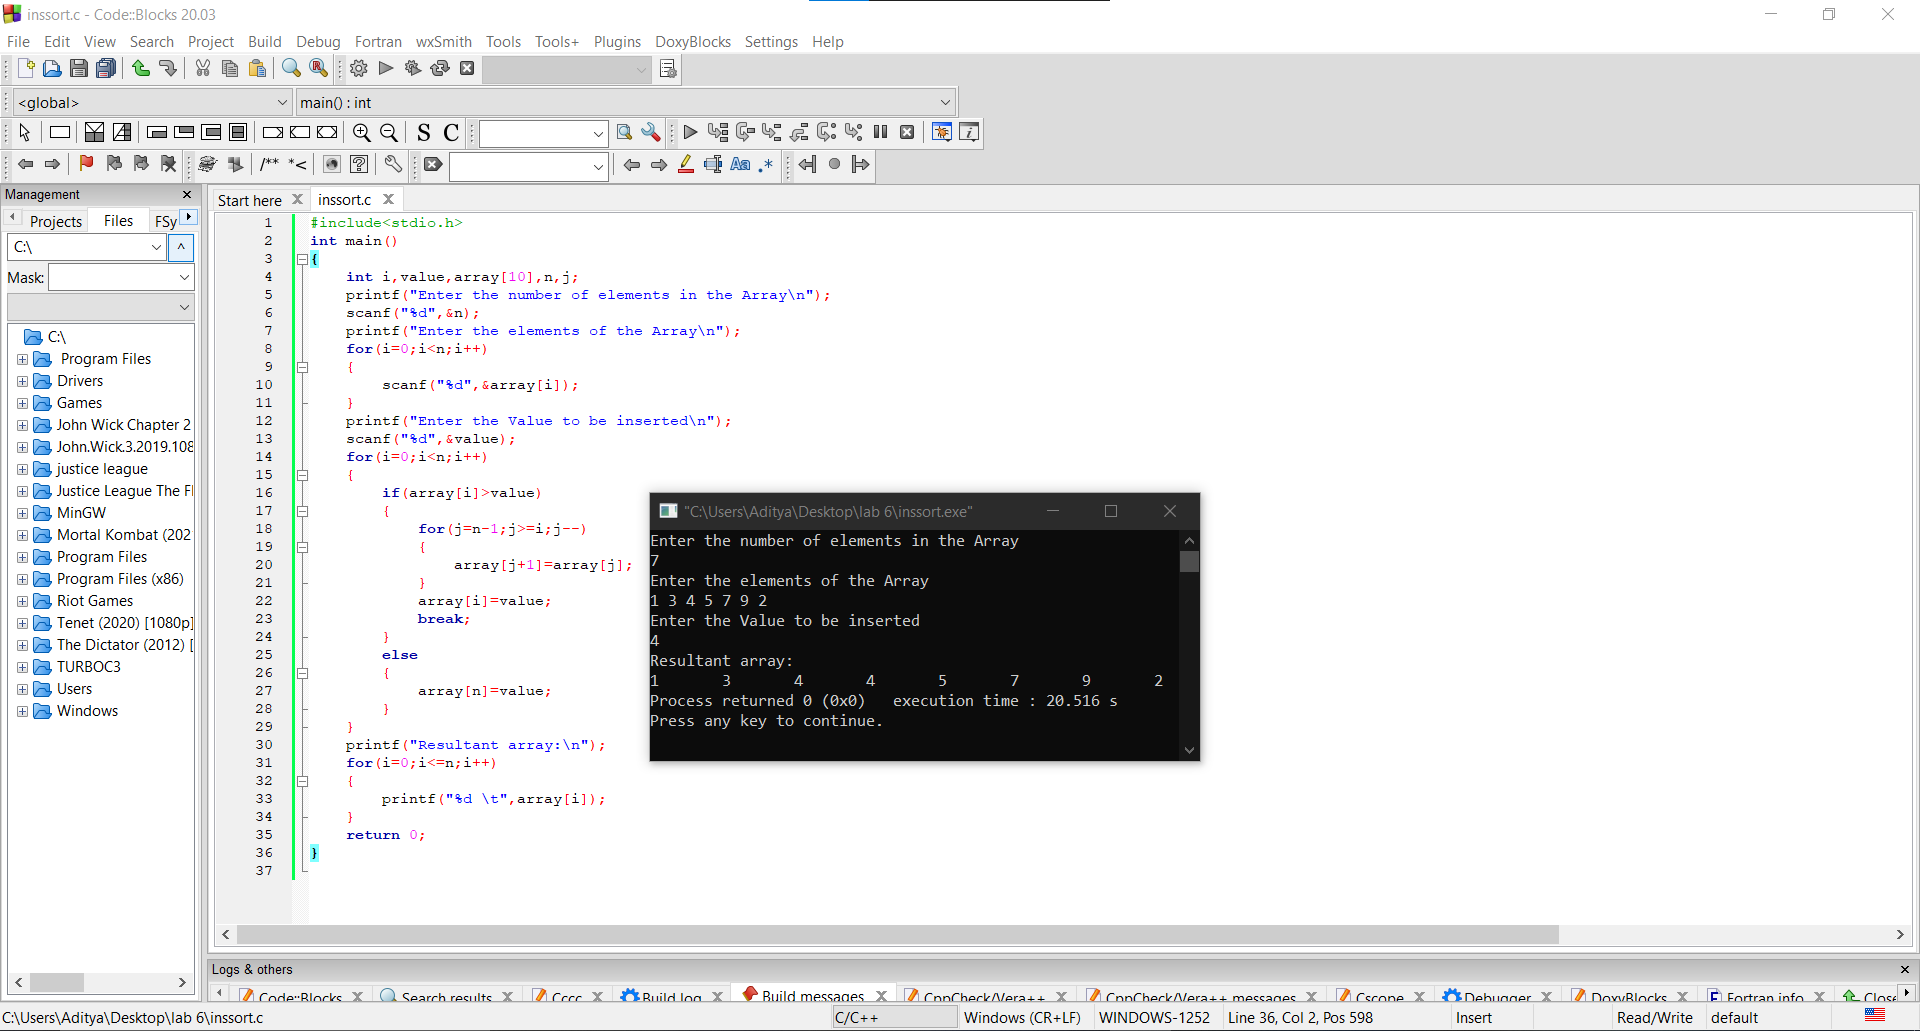 inssort.c - Code::Blocks 20.03
File Edit View Search Project Build Debug Fortran wxSmith Tools Tools+ Plugins DoxyBlocks Settings Help
<global> main() : int
S C
/** *<
Aa .*
Management
Projects Files FSy
C:\ ^
Mask:
C:\
Program Files
Drivers
Games
John Wick Chapter 2
John.Wick.3.2019.108
justice league
Justice League The Fl
MinGW
Mortal Kombat (202
Program Files
Program Files (x86)
Riot Games
Tenet (2020) [1080p]
The Dictator (2012) [
TURBOC3
Users
Windows
Start here inssort.c
1 #include<stdio.h>
2 int main()
3 {
4 int i,value,array[10],n,j;
5 printf("Enter the number of elements in the Array\n");
6 scanf("%d",&n);
7 printf("Enter the elements of the Array\n");
8 for(i=0;i<n;i++)
9 {
10 scanf("%d",&array[i]);
11 }
12 printf("Enter the Value to be inserted\n");
13 scanf("%d",&value);
14 for(i=0;i<n;i++)
15 {
16 if(array[i]>value)
17 {
18 for(j=n-1;j>=i;j--)
19 {
20 array[j+1]=array[j];
21 }
22 array[i]=value;
23 break;
24 }
25 else
26 {
27 array[n]=value;
28 }
29 }
30 printf("Resultant array:\n");
31 for(i=0;i<=n;i++)
32 {
33 printf("%d \t",array[i]);
34 }
35 return 0;
36 }
37
"C:\Users\Aditya\Desktop\lab 6\inssort.exe"
Enter the number of elements in the Array
7
Enter the elements of the Array
1 3 4 5 7 9 2
Enter the Value to be inserted
4
Resultant array:
1 3 4 4 5 7 9 2
Process returned 0 (0x0) execution time : 20.516 s
Press any key to continue.
Logs & others
Code::Blocks Search results Cccc Build log Build messages CppCheck/Vera++ CppCheck/Vera++ messages Cscope Debugger DoxyBlocks Fortran info Close
C:\Users\Aditya\Desktop\lab 6\inssort.c C/C++ Windows (CR+LF) WINDOWS-1252 Line 36, Col 2, Pos 598 Insert Read/Write default